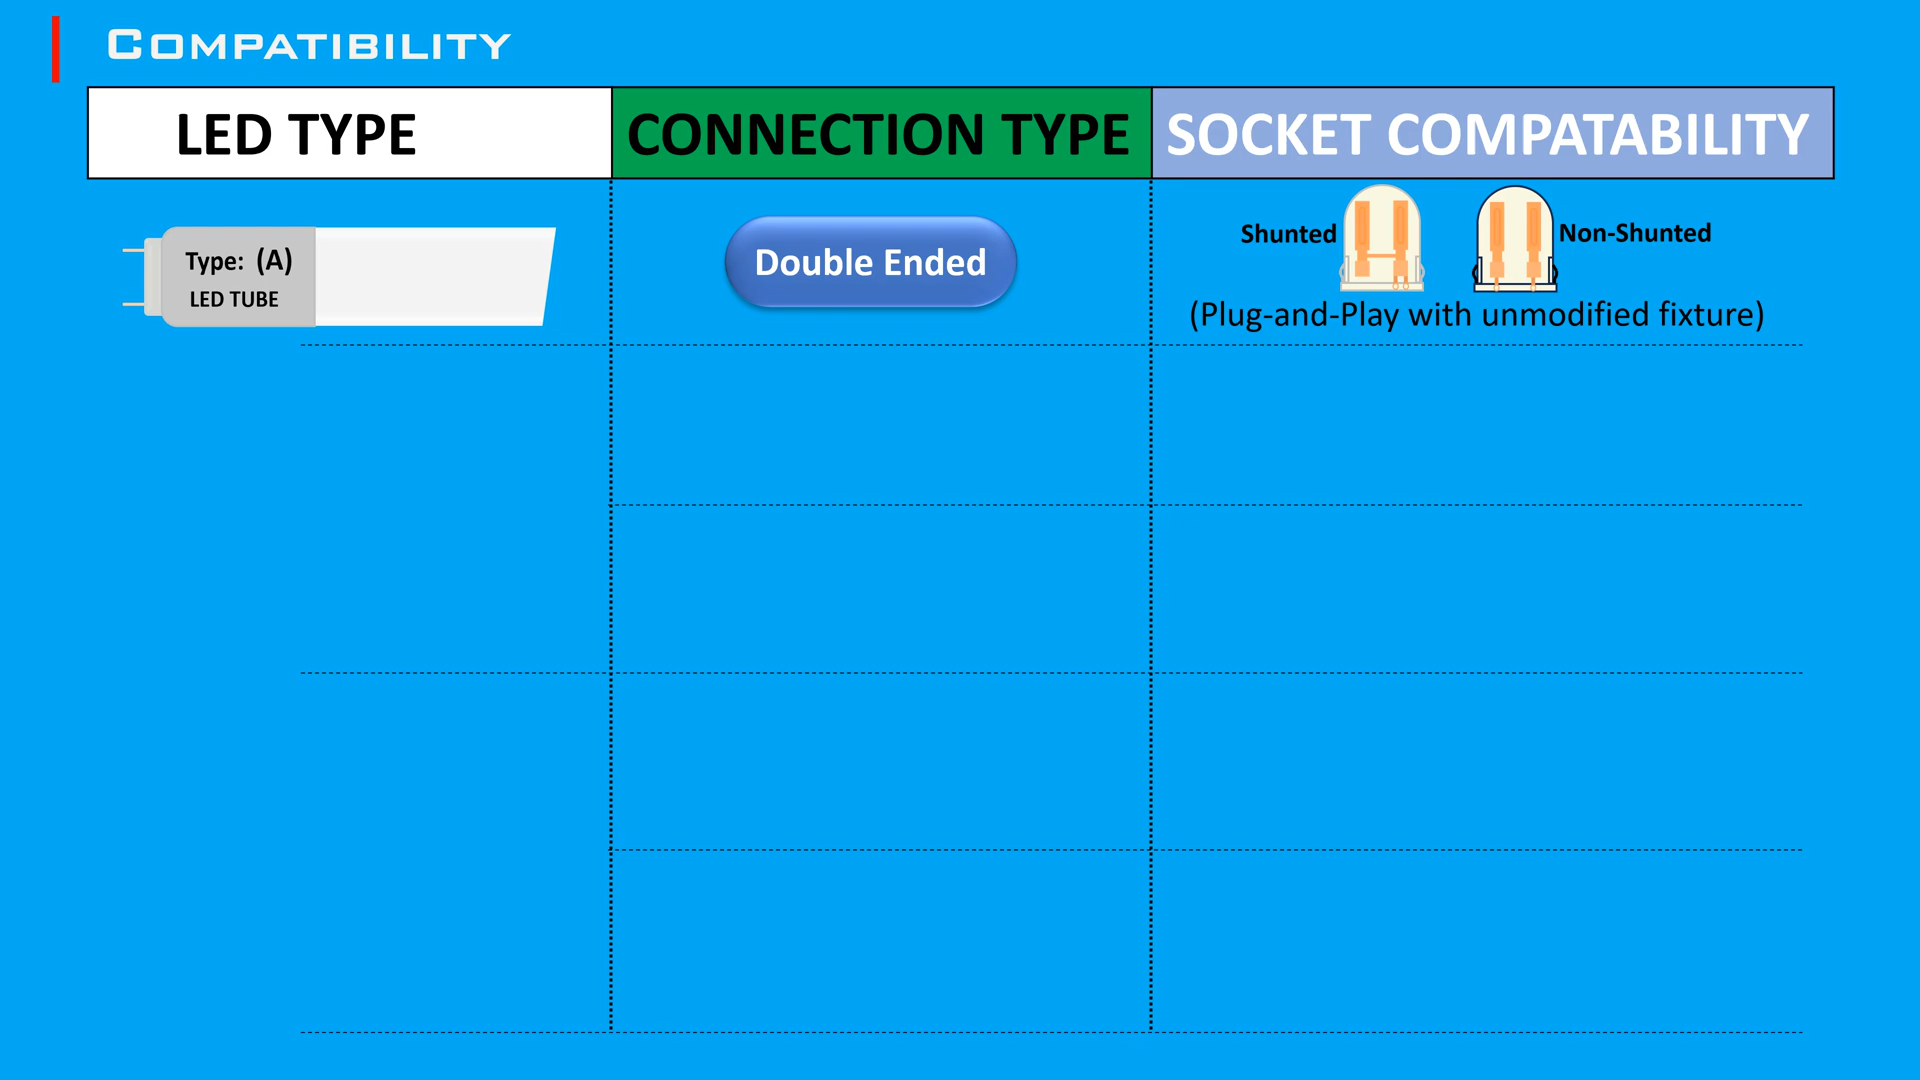 COMPATIBILITY
LED TYPE
CONNECTION TYPE
SOCKET COMPATABILITY
Type: (A)
LED TUBE
Double Ended
Shunted
Non-Shunted
(Plug-and-Play with unmodified fixture)